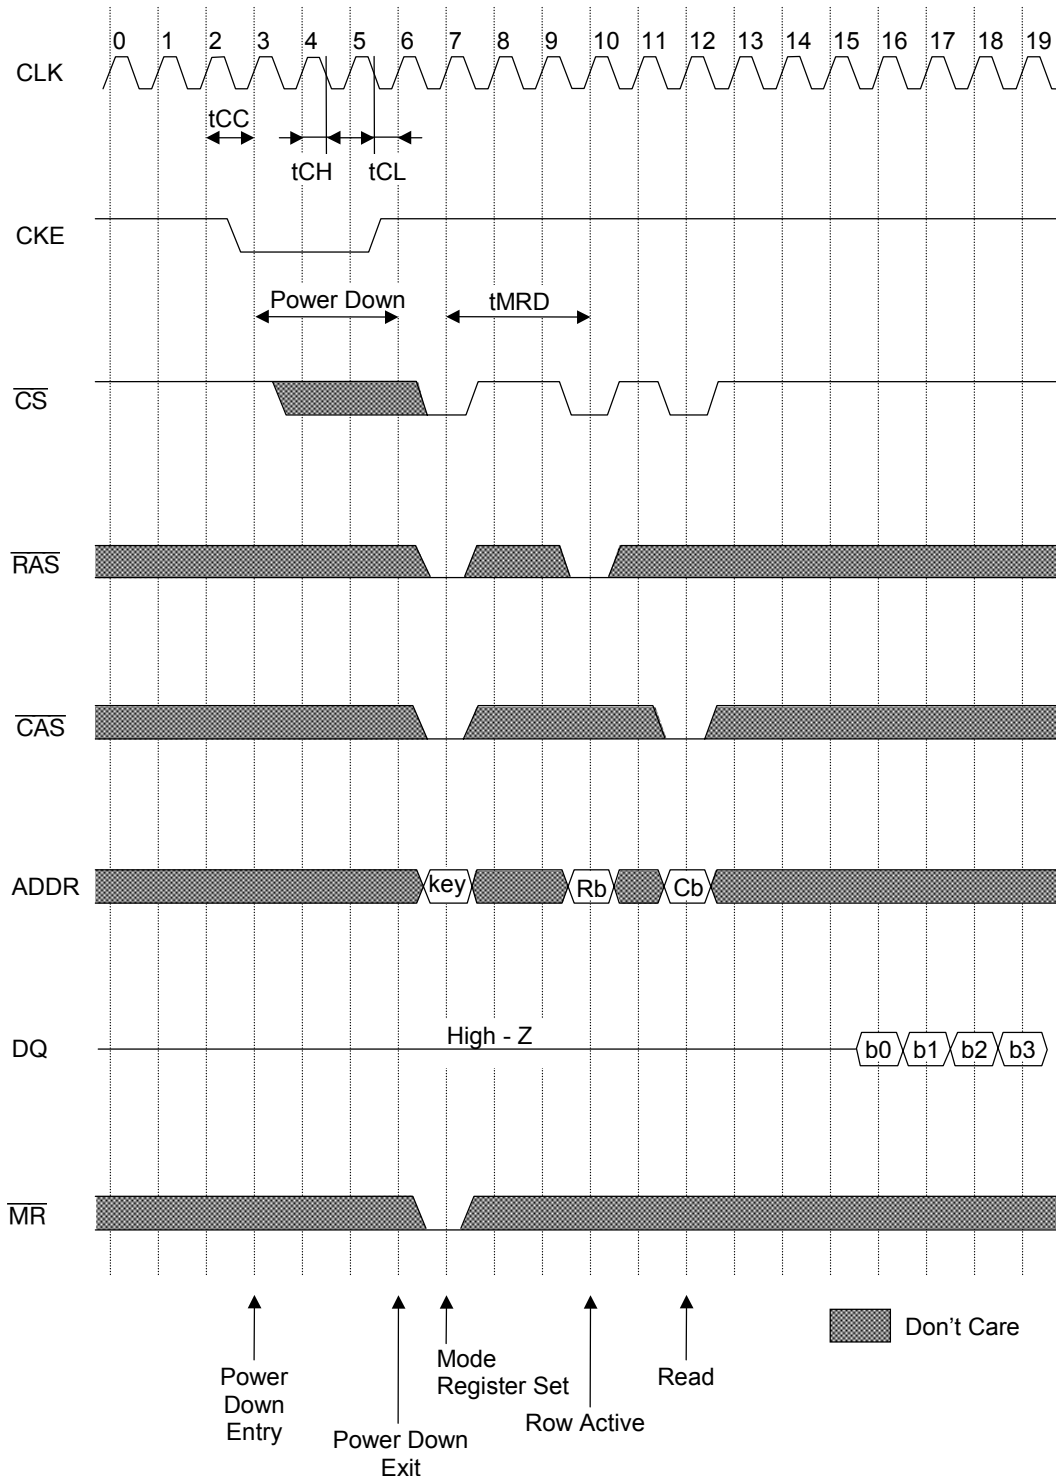 0 1 2 3 4 5 6 7 8 9 10 11 12 13 14 15 16 17 18 19
CLK
tCC
tCH tCL
CKE
Power Down tMRD
CS
RAS
CAS
ADDR key Rb Cb
High - Z
DQ b0 b1 b2 b3
MR
Don't Care
Power
Down
Entry
Power Down
Exit
Mode
Register Set
Row Active
Read